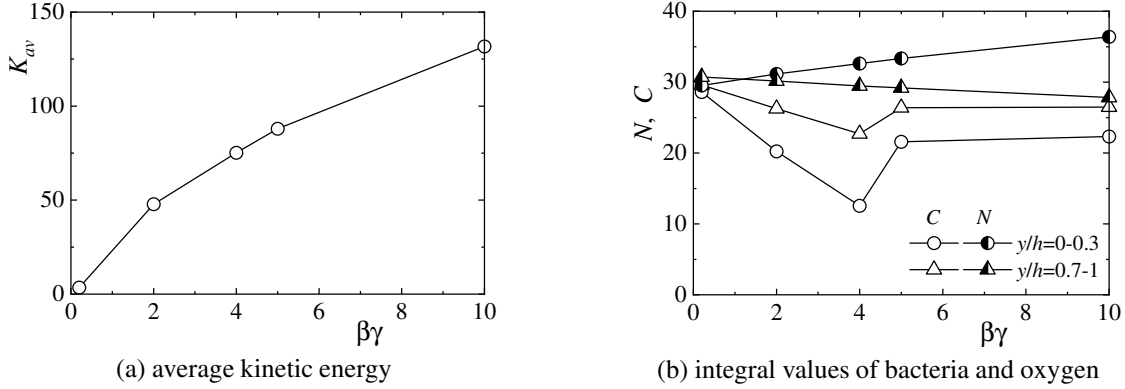 150
100
50
0
K_av
0 2 4 6 8 10
βγ
(a) average kinetic energy
40
30
20
10
0
N, C
C N
y/h=0-0.3
y/h=0.7-1
0 2 4 6 8 10
βγ
(b) integral values of bacteria and oxygen